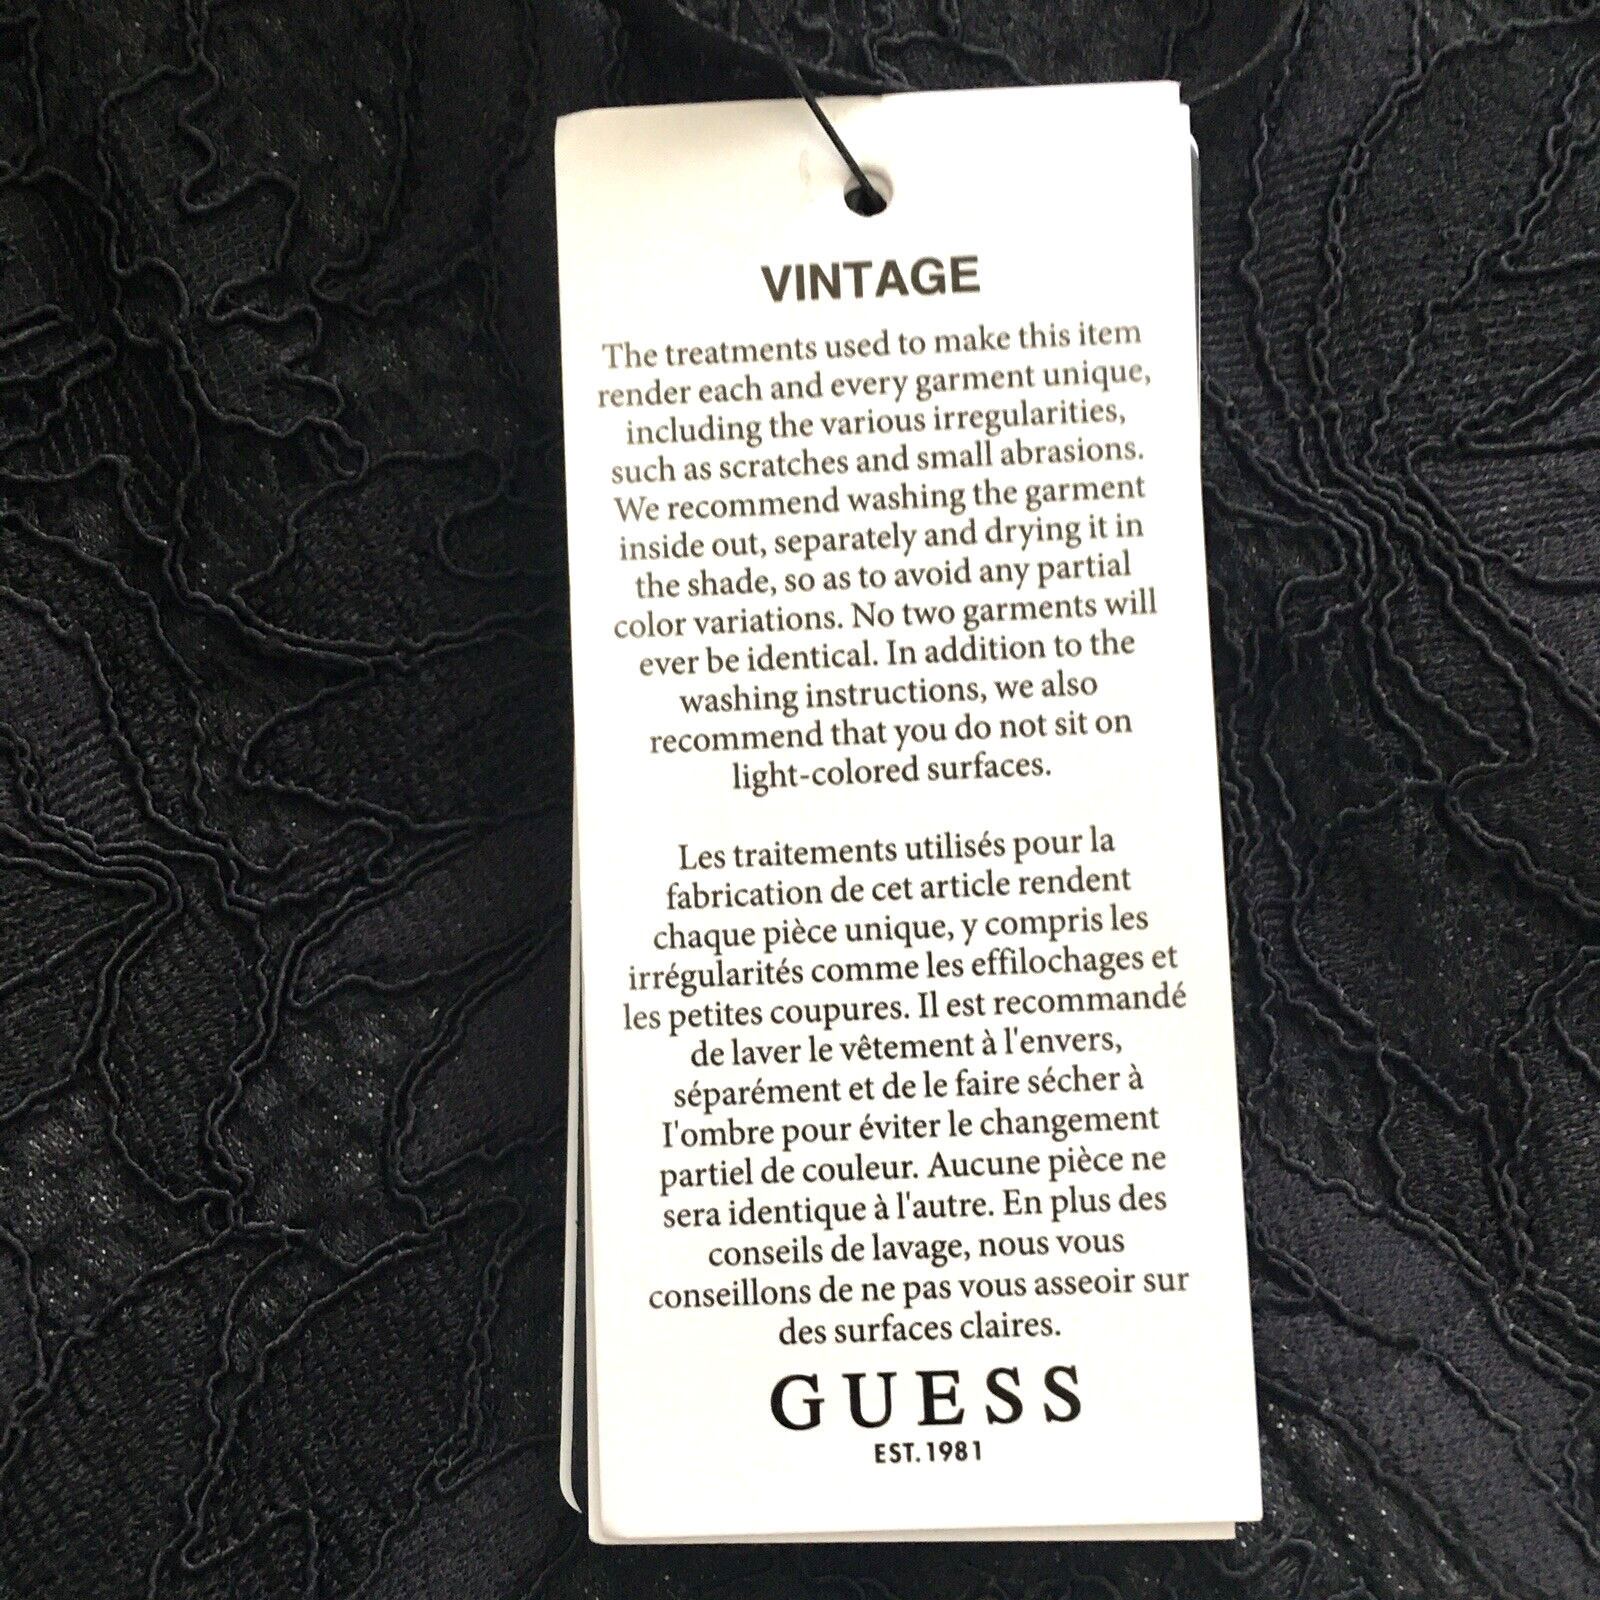 VINTAGE
The treatments used to make this item
render each and every garment unique,
including the various irregularities,
such as scratches and small abrasions.
We recommend washing the garment
inside out, separately and drying it in
the shade, so as to avoid any partial
color variations. No two garments will
ever be identical. In addition to the
washing instructions, we also
recommend that you do not sit on
light-colored surfaces.
Les traitements utilisés pour la
fabrication de cet article rendent
chaque pièce unique, y compris les
irrégularités comme les effilochages et
les petites coupures. Il est recommandé
de laver le vêtement à l'envers,
séparément et de le faire sécher à
I'ombre pour éviter le changement
partiel de couleur. Aucune pièce ne
sera identique à l'autre. En plus des
conseils de lavage, nous vous
conseillons de ne pas vous asseoir sur
des surfaces claires.
GUESS
EST. 1981